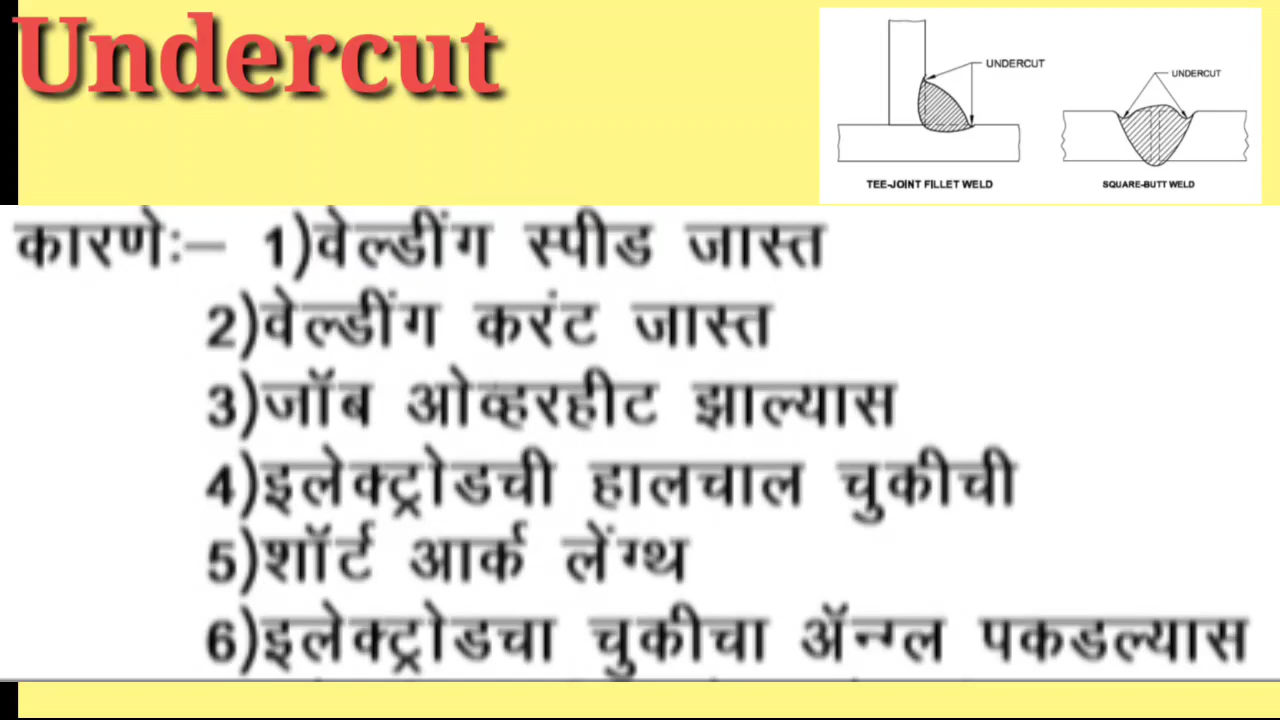 Undercut
UNDERCUT
UNDERCUT
TEE-JOINT FILLET WELD
SQUARE-BUTT WELD
कारणेः– 1)वेल्डींग स्पीड जास्त
2)वेल्डींग करंट जास्त
3)जॉब ओव्हरहीट झाल्यास
4)इलेक्ट्रोडची हालचाल चुकीची
5)शॉर्ट आर्क लेंग्थ
6)इलेक्ट्रोडचा चुकीचा ॲन्गल पकडल्यास